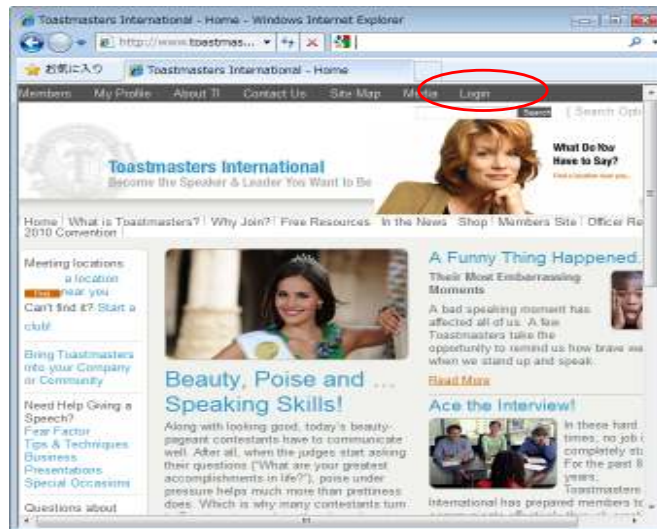 Toastmasters International - Home - Windows Internet Explorer
http://www.toastmas...
お気に入り
Toastmasters International - Home
Members My Profile About TI Contact Us Site Map Media Login
Search [ Search Opti
Toastmasters International
Become the Speaker & Leader You Want to Be
What Do You
Have to Say?
Find a location near you...
Home What is Toastmasters? Why Join? Free Resources In the News Shop Members Site Officer Re
2010 Convention
Meeting locations:
Find a location
near you
Can't find it? Start a
club!
Bring Toastmasters
into your Company
or Community
Need Help Giving a
Speech?
Fear Factor
Tips & Techniques
Business
Presentations
Special Occasions
Questions about
Beauty, Poise and ...
Speaking Skills!
Along with looking good, today's beauty-
pageant contestants have to communicate
well. After all, when the judges start asking
their questions ("What are your greatest
accomplishments in life?"), poise under
pressure helps much more than prettiness
does. Which is why many contestants turn
A Funny Thing Happened.
Their Most Embarrassing
Moments
A bad speaking moment has
affected all of us. A few
Toastmasters take the
opportunity to remind us how brave we
when we stand up and speak.
Read More
Ace the Interview!
In these hard
times, no job i
completely st
For the past 8
years,
Toastmasters
International has prepared members to